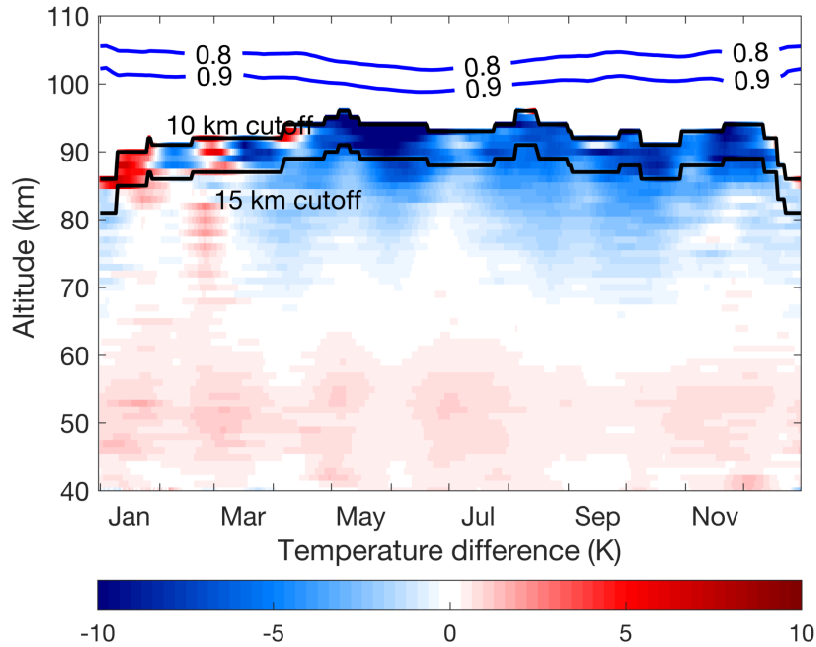 110
100
90
80
70
60
50
40
Altitude (km)
0.8
0.8
0.8
0.9
0.9
0.9
10 km cutoff
15 km cutoff
Jan Mar May Jul Sep Nov
Temperature difference (K)
-10 -5 0 5 10